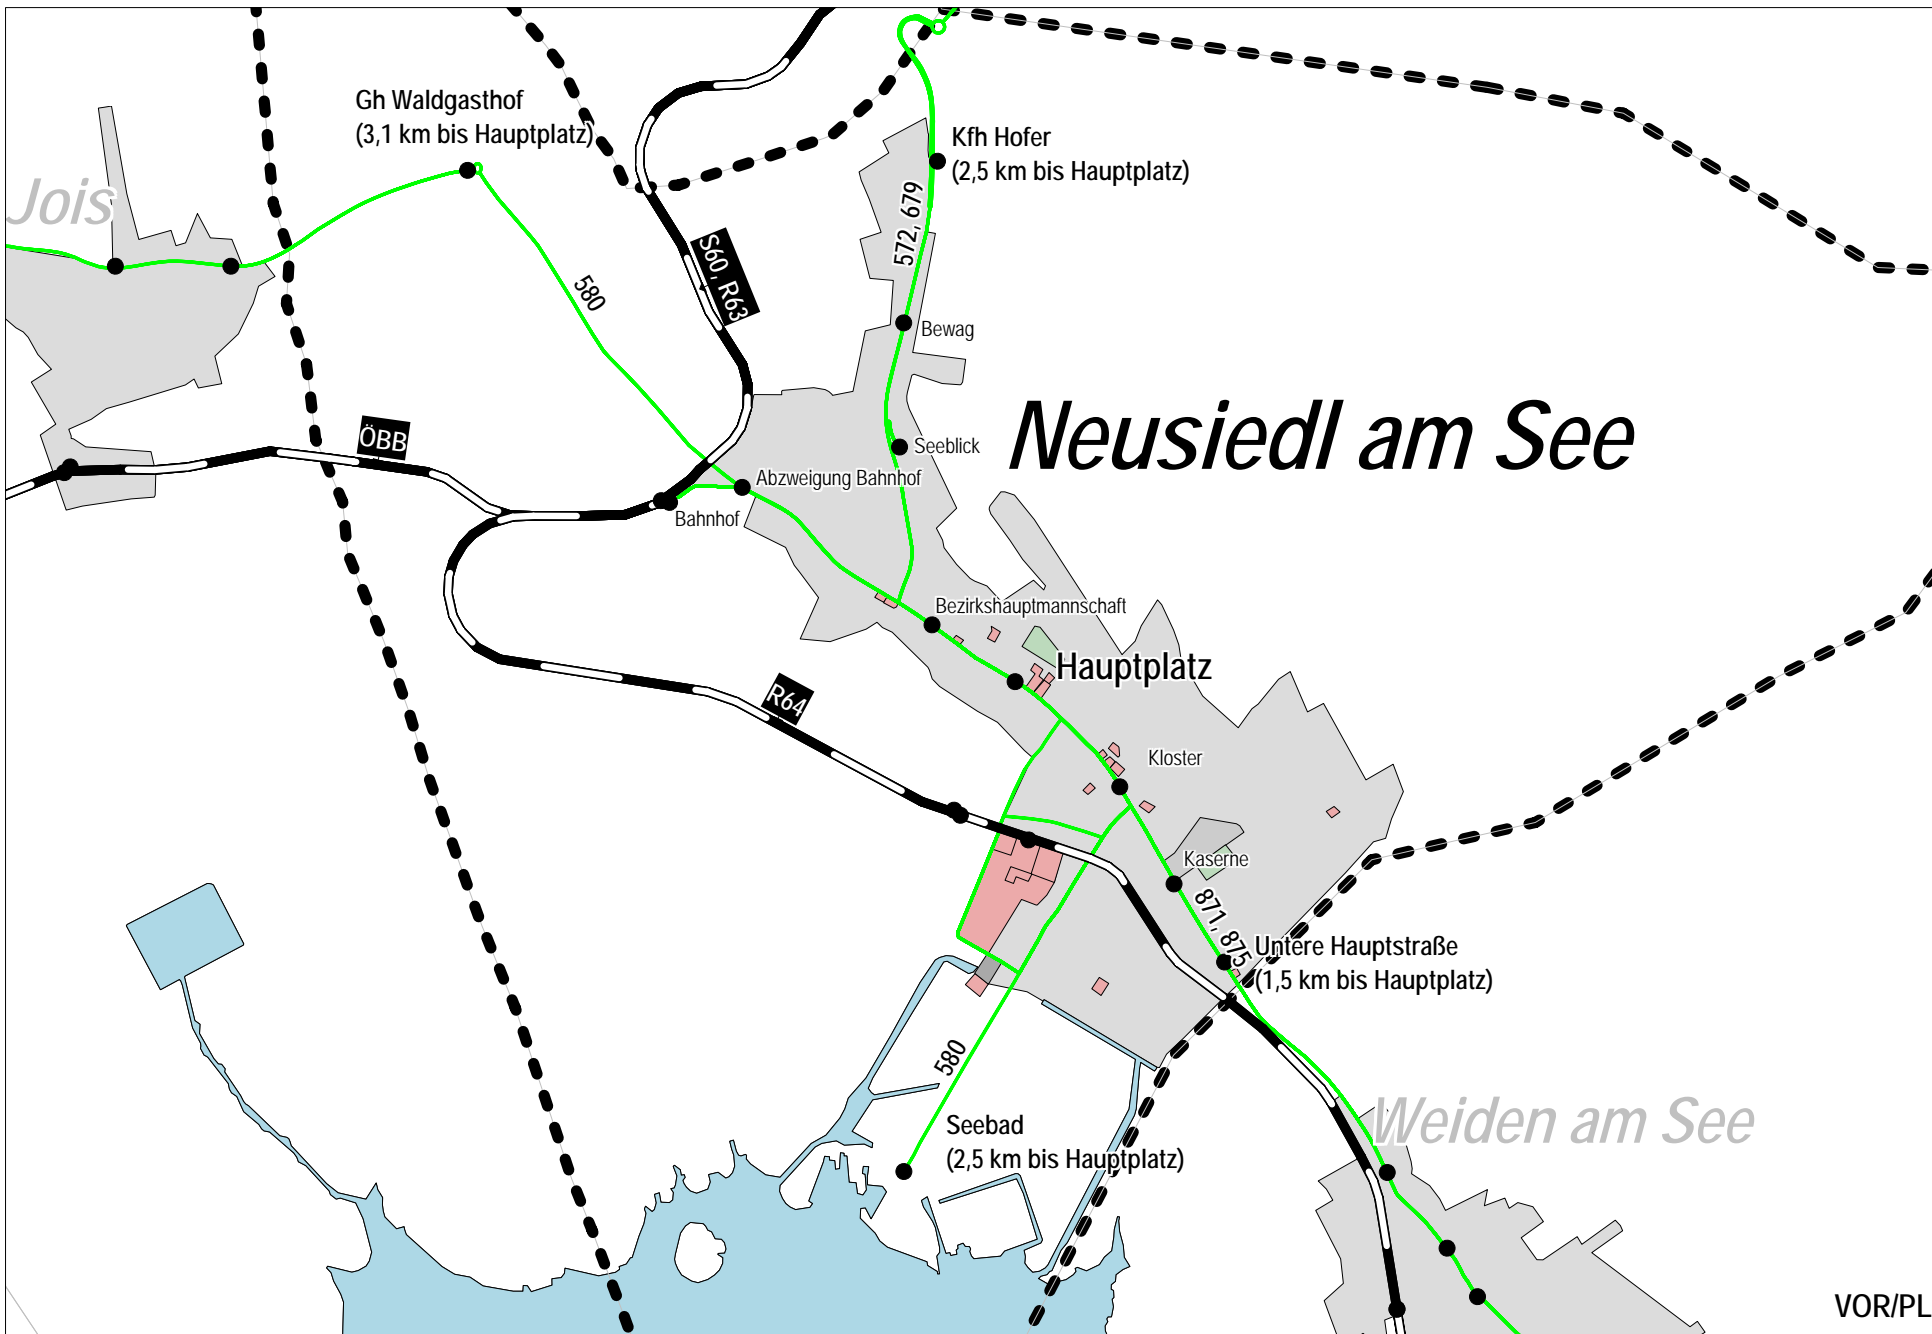 Gh Waldgasthof
(3,1 km bis Hauptplatz)
Kfh Hofer
(2,5 km bis Hauptplatz)
Jois
572, 679
S60, R63
580
Bewag
Neusiedl am See
ÖBB
Seeblick
Abzweigung Bahnhof
Bahnhof
Bezirkshauptmannschaft
Hauptplatz
R64
Kloster
Kaserne
871, 875
Untere Hauptstraße
(1,5 km bis Hauptplatz)
580
Seebad
(2,5 km bis Hauptplatz)
Weiden am See
VOR/PL